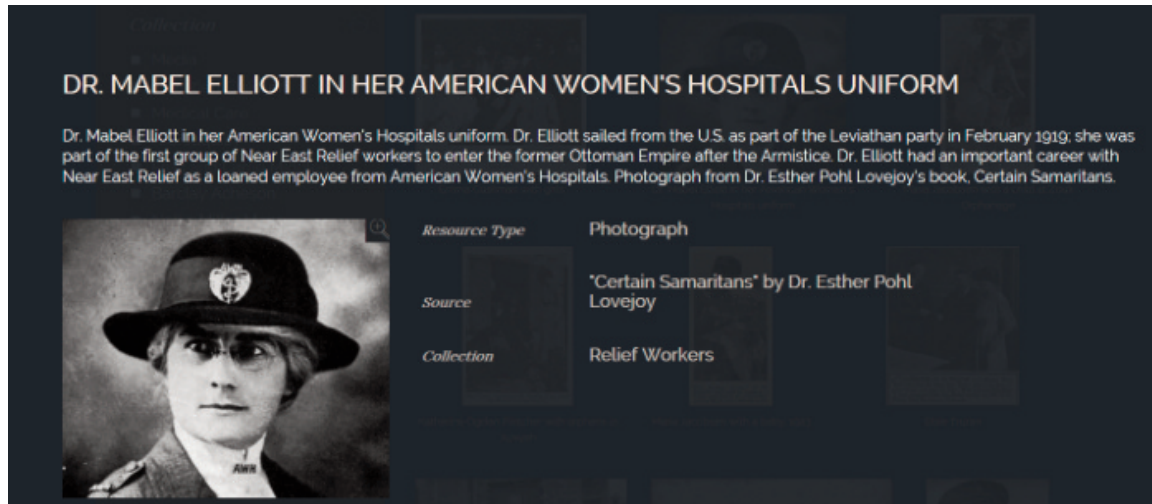 Collection
DR. MABEL ELLIOTT IN HER AMERICAN WOMEN'S HOSPITALS UNIFORM
Dr. Mabel Elliott in her American Women's Hospitals uniform. Dr. Elliott sailed from the U.S. as part of the Leviathan party in February 1919; she was
part of the first group of Near East Relief workers to enter the former Ottoman Empire after the Armistice. Dr. Elliott had an important career with
Near East Relief as a loaned employee from American Women's Hospitals. Photograph from Dr. Esther Pohl Lovejoy's book, Certain Samaritans.
Resource Type Photograph
Source "Certain Samaritans" by Dr. Esther Pohl
Lovejoy
Collection Relief Workers
AWH